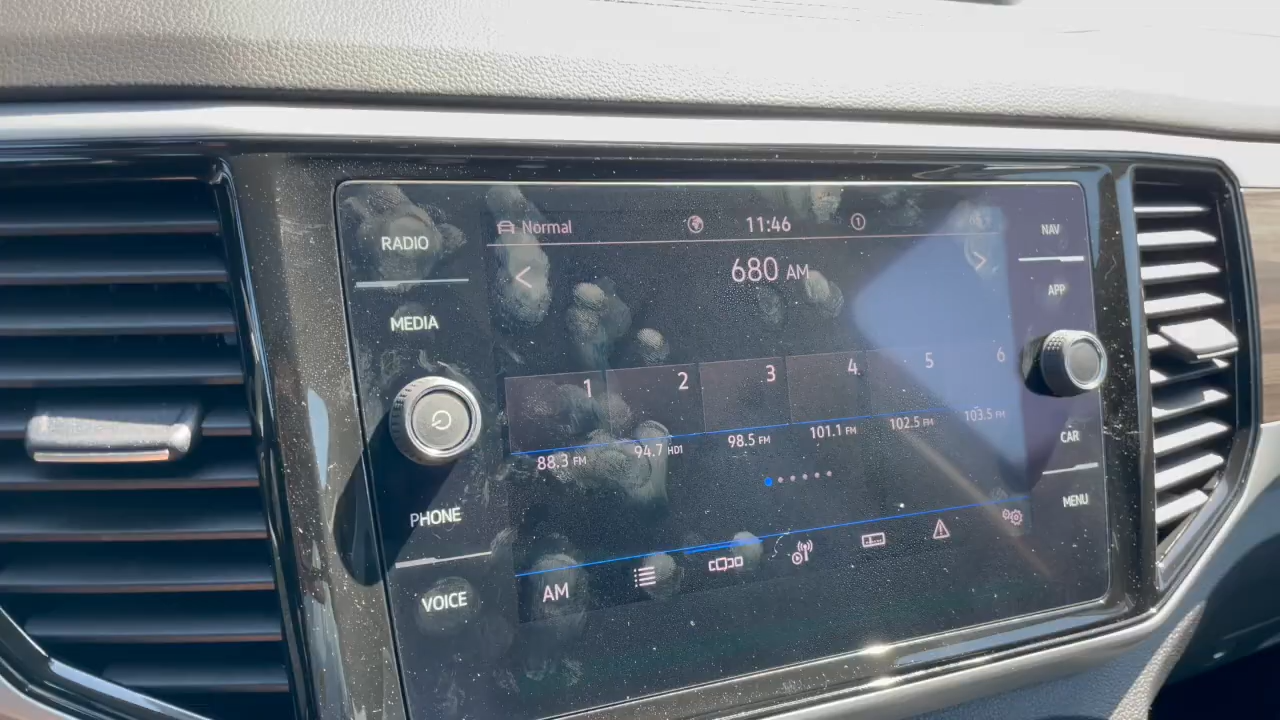 RADIO
MEDIA
PHONE
VOICE
Normal
11:46
1
680 AM
1 2 3 4 5 6
88.3 FM 94.7 HD1 98.5 FM 101.1 FM 102.5 FM 103.5 FM
AM
NAV
APP
CAR
MENU